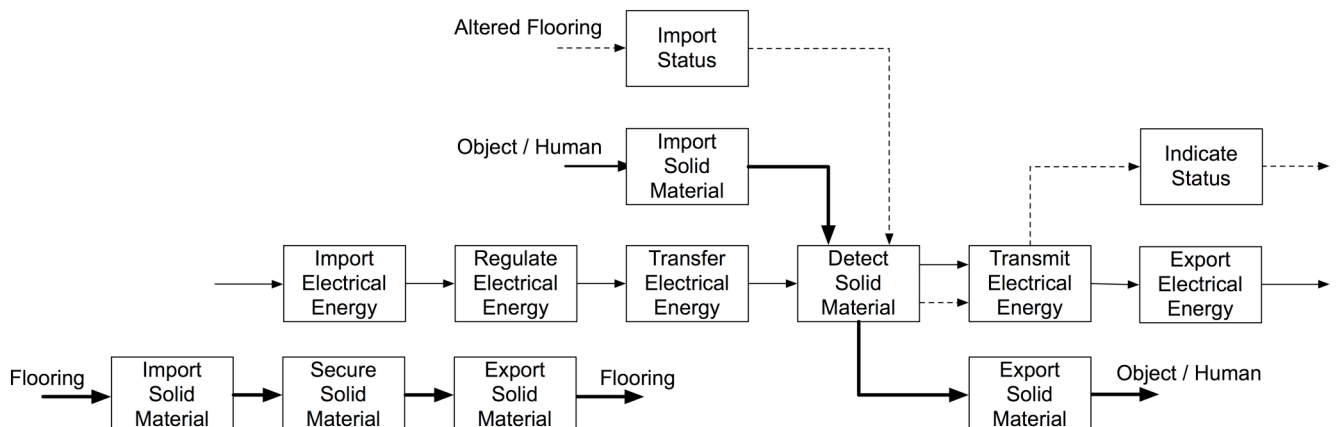 Altered Flooring
Import
Status
Object / Human
Import
Solid
Material
Indicate
Status
Import
Electrical
Energy
Regulate
Electrical
Energy
Transfer
Electrical
Energy
Detect
Solid
Material
Transmit
Electrical
Energy
Export
Electrical
Energy
Flooring
Import
Solid
Material
Secure
Solid
Material
Export
Solid
Material
Flooring
Export
Solid
Material
Object / Human